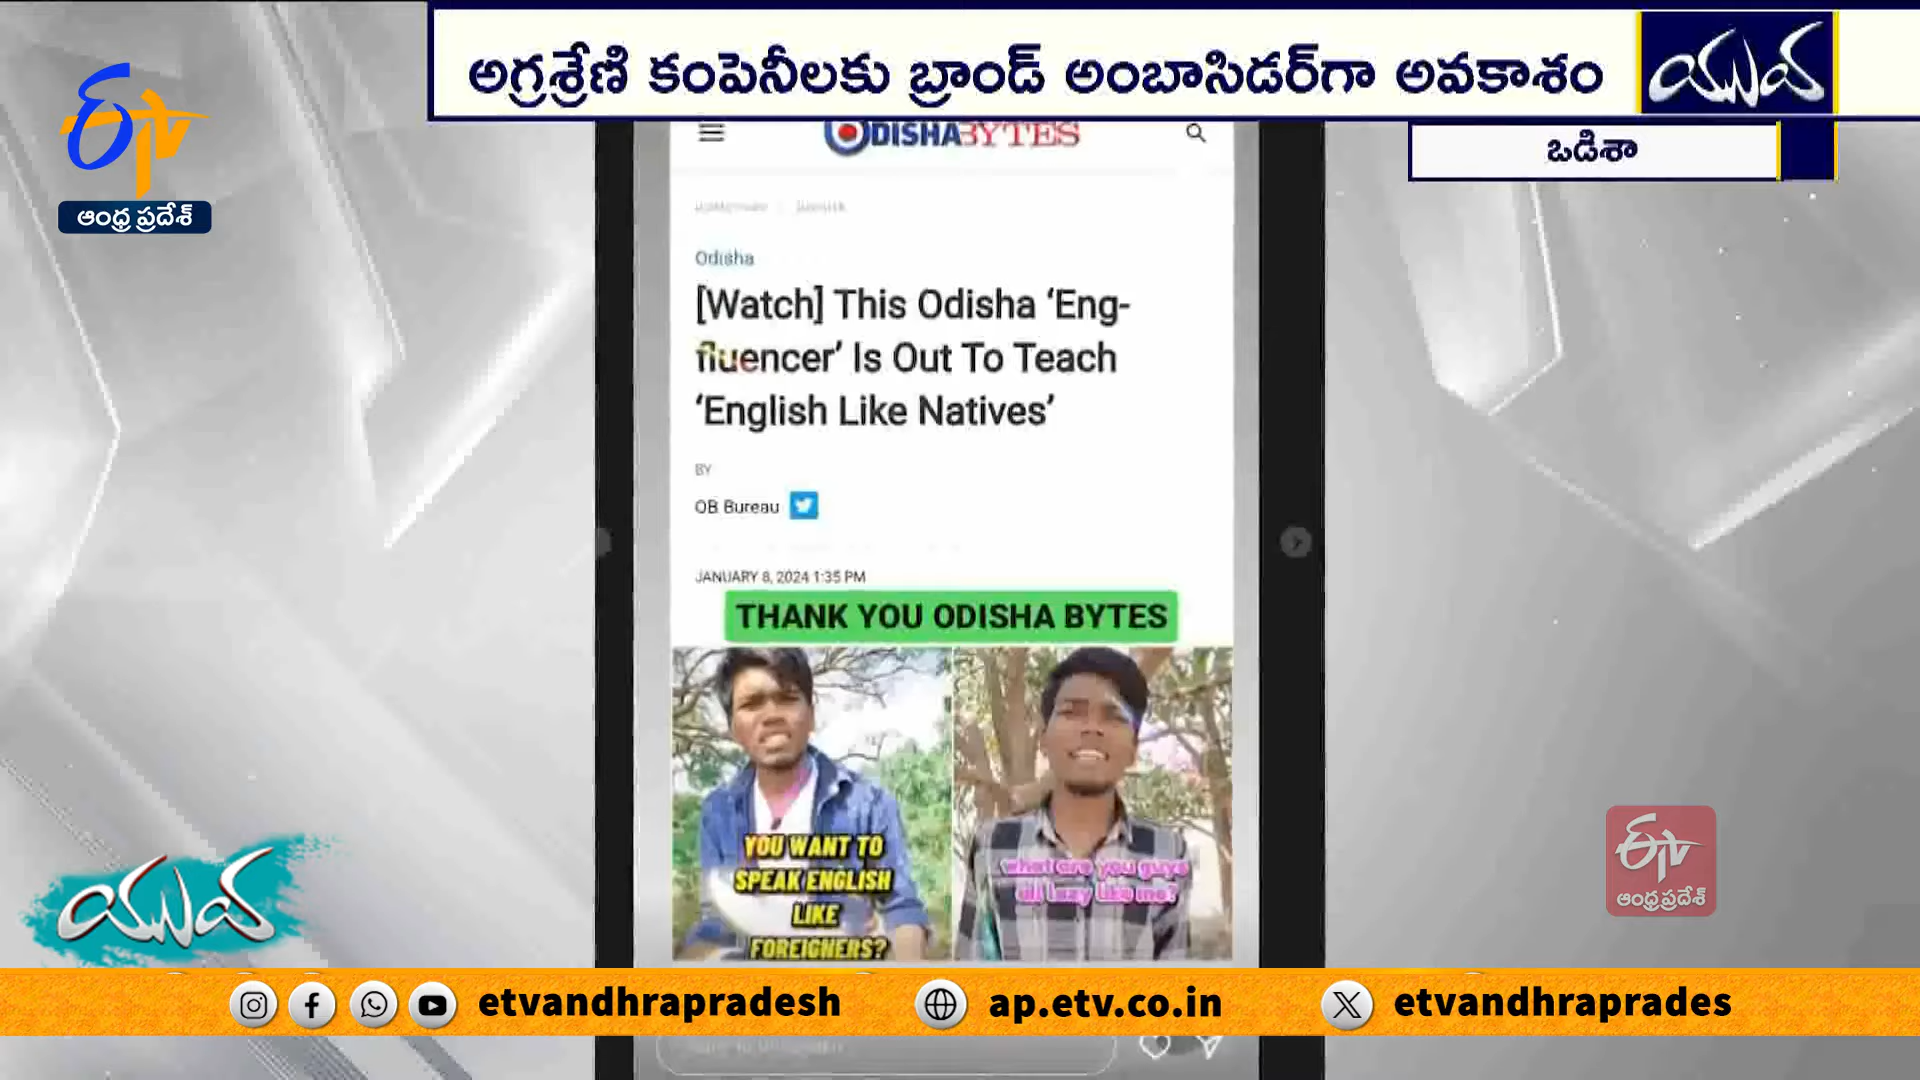 అగ్రశ్రేణి కంపెనీలకు బ్రాండ్ అంబాసిడర్‌గా అవకాశం
యువ
ఈటీవీ
ఆంధ్ర ప్రదేశ్
ఒడిశా
ODISHABYTES
Odisha
[Watch] This Odisha ‘Eng-
fluencer’ Is Out To Teach
‘English Like Natives’
BY
OB Bureau
JANUARY 8, 2024 1:35 PM
THANK YOU ODISHA BYTES
YOU WANT TO
SPEAK ENGLISH
LIKE
FOREIGNERS?
what are you guys
all lazy like me?
ఈటీవీ
ఆంధ్రప్రదేశ్
యువ
etvandhrapradesh
ap.etv.co.in
etvandhraprades